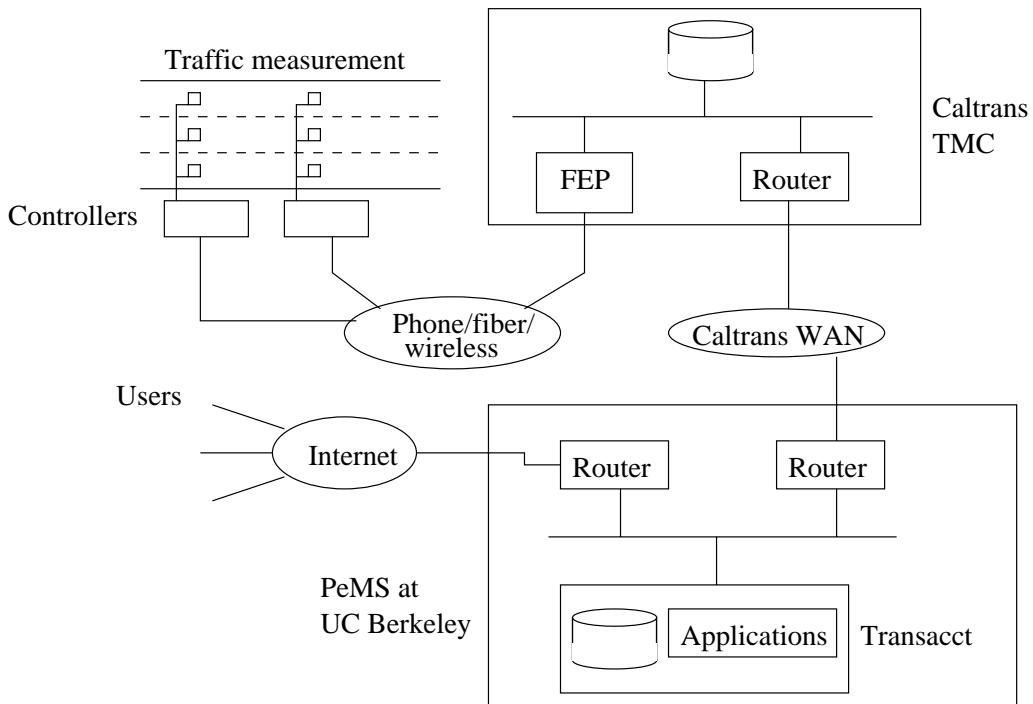 Traffic measurement
Caltrans
TMC
FEP
Router
Controllers
Phone/fiber/
wireless
Caltrans WAN
Users
Internet
Router
Router
PeMS at
UC Berkeley
Applications
Transacct